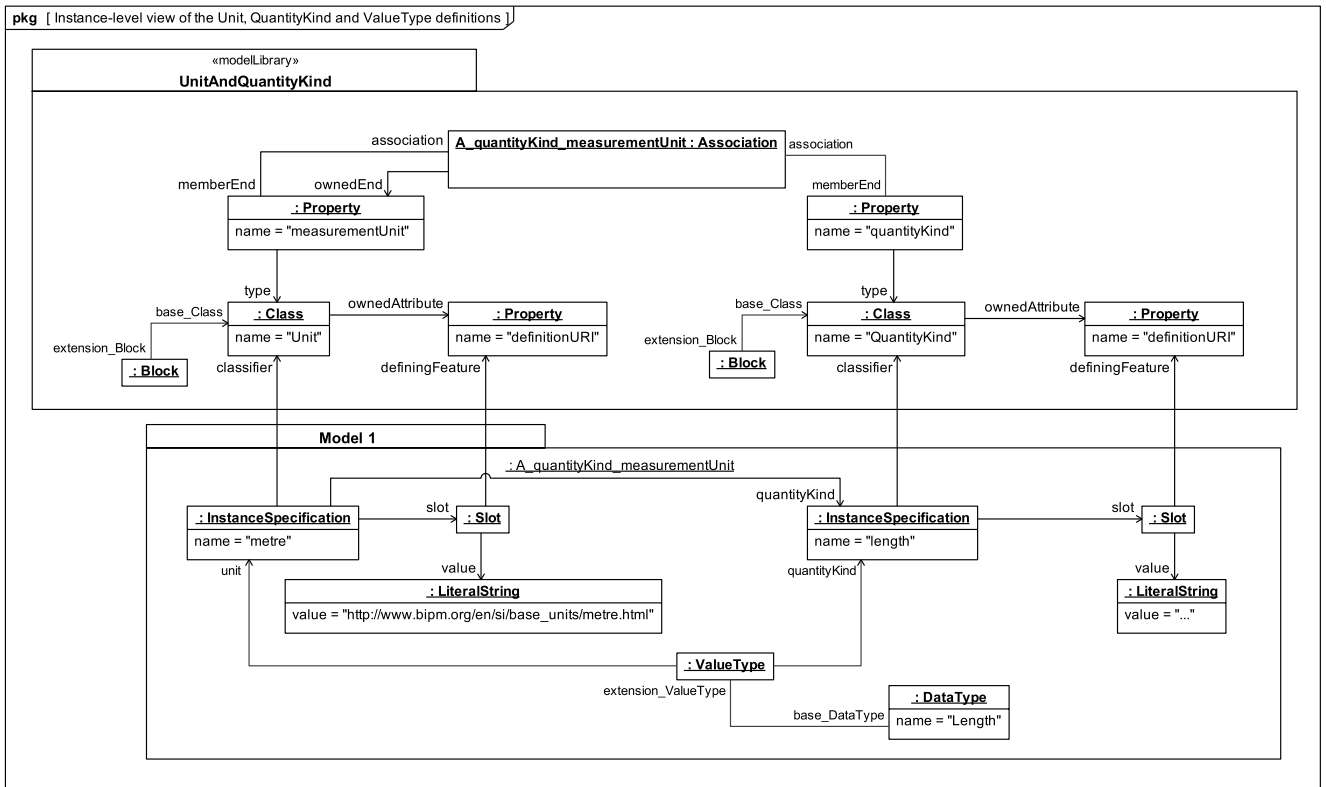 pkg [ Instance-level view of the Unit, QuantityKind and ValueType definitions ]
«modelLibrary»
UnitAndQuantityKind
association
A_quantityKind_measurementUnit : Association
association
memberEnd
ownedEnd
memberEnd
: Property
name = "measurementUnit"
: Property
name = "quantityKind"
type
type
base_Class
: Class
name = "Unit"
ownedAttribute
: Property
name = "definitionURI"
base_Class
: Class
name = "QuantityKind"
ownedAttribute
: Property
name = "definitionURI"
extension_Block
: Block
classifier
definingFeature
extension_Block
: Block
classifier
definingFeature
Model 1
: A_quantityKind_measurementUnit
quantityKind
: InstanceSpecification
name = "metre"
slot
: Slot
: InstanceSpecification
name = "length"
slot
: Slot
unit
value
quantityKind
value
: LiteralString
value = "http://www.bipm.org/en/si/base_units/metre.html"
: LiteralString
value = "..."
: ValueType
extension_ValueType
base_DataType
: DataType
name = "Length"